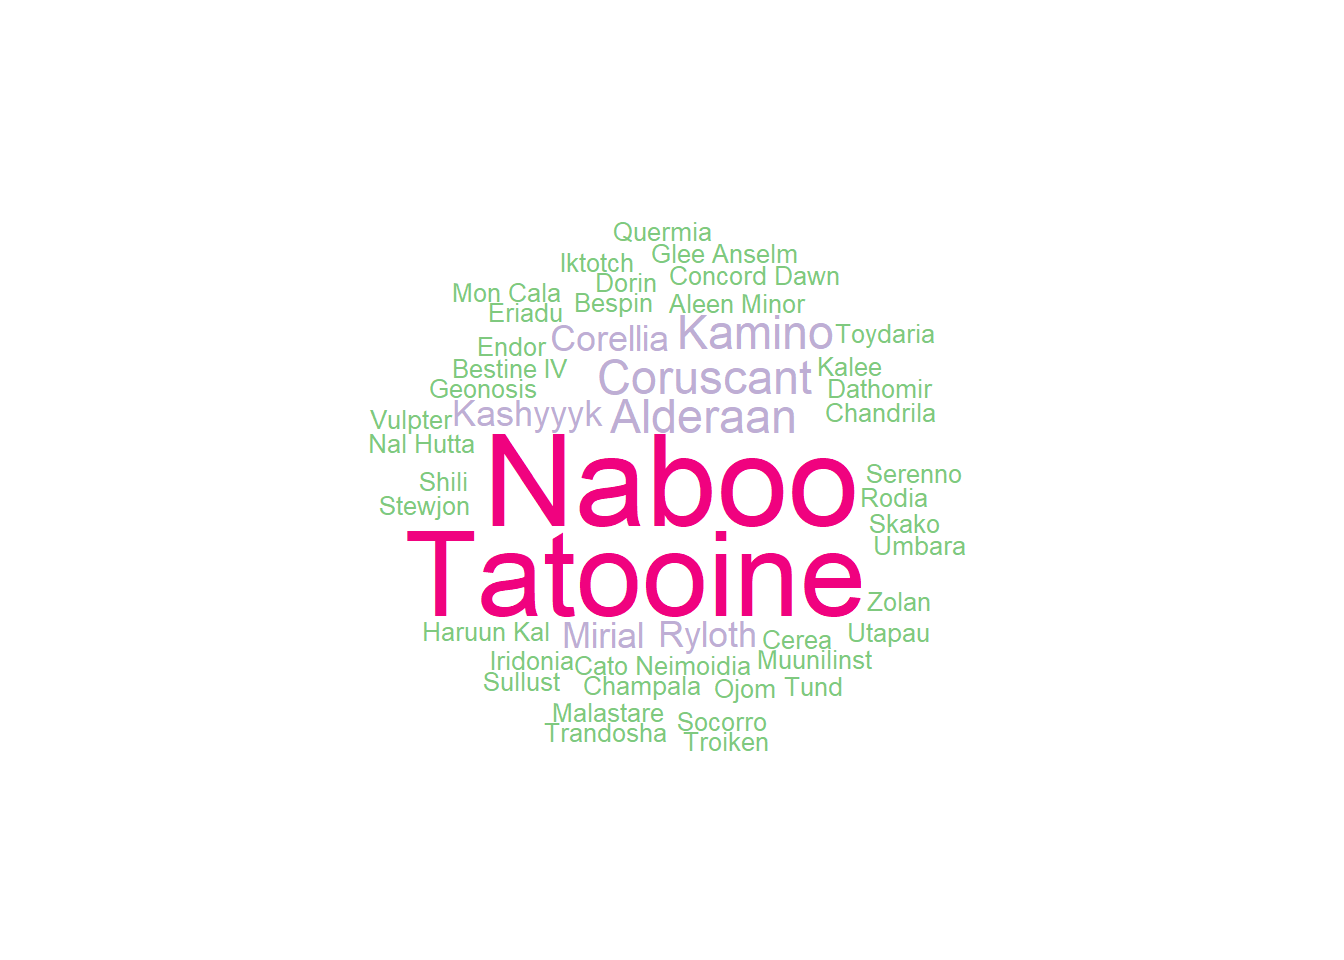 Quermia
Glee Anselm
Iktotch
Concord Dawn
Dorin
Mon Cala
Bespin
Aleen Minor
Eriadu
Kamino
Toydaria
Corellia
Endor
Kalee
Bestine IV
Coruscant
Geonosis
Dathomir
Kashyyyk
Alderaan
Chandrila
Vulpter
Nal Hutta
Naboo
Serenno
Shili
Rodia
Stewjon
Skako
Umbara
Tatooine
Zolan
Haruun Kal
Mirial
Ryloth
Cerea
Utapau
Iridonia
Cato Neimoidia
Muunilinst
Sullust
Champala
Ojom
Tund
Malastare
Socorro
Trandosha
Troiken